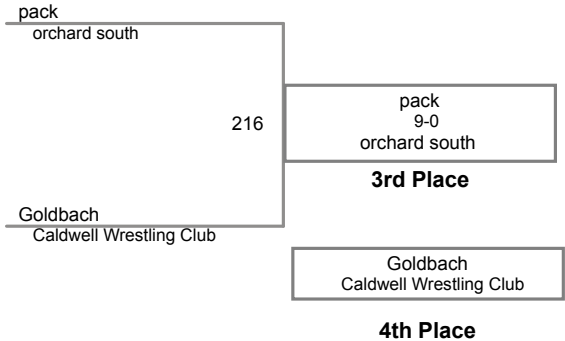 pack
orchard south
216
pack
9-0
orchard south
3rd Place
Goldbach
Caldwell Wrestling Club
Goldbach
Caldwell Wrestling Club
4th Place